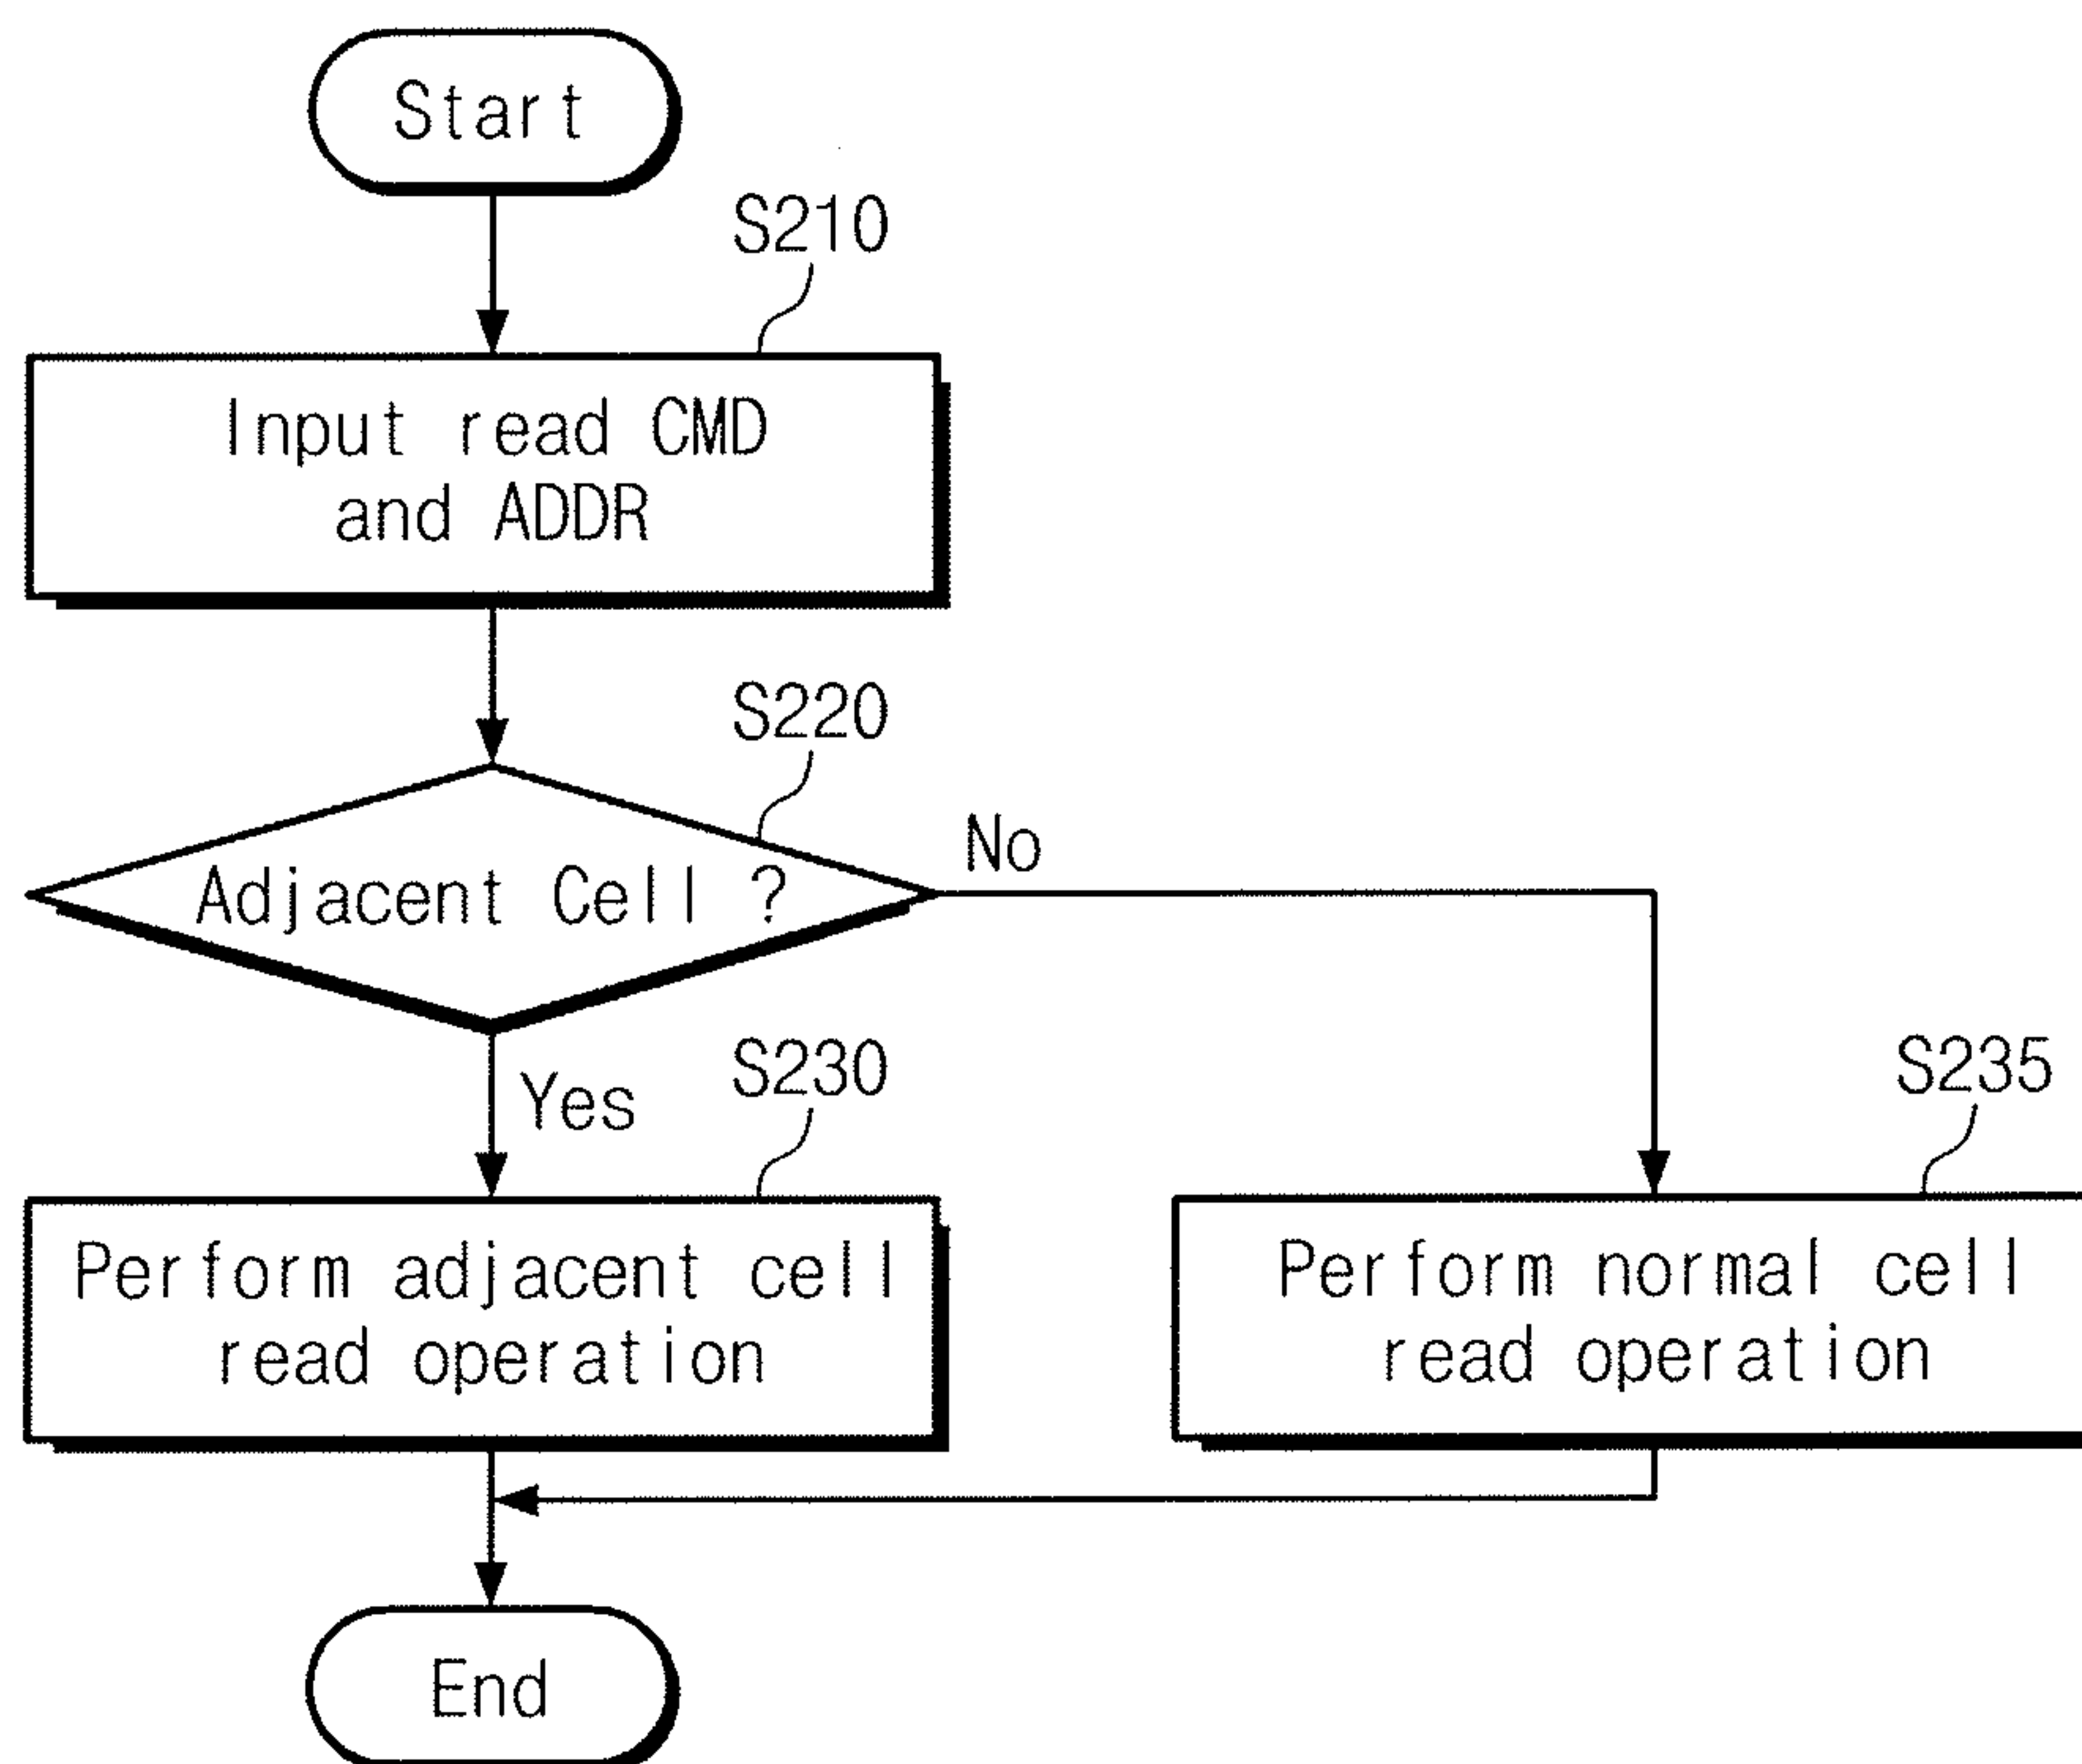 Start
S210
Input read CMD
and ADDR
S220
Adjacent Cell ?
No
Yes
S230
S235
Perform adjacent cell
read operation
Perform normal cell
read operation
End